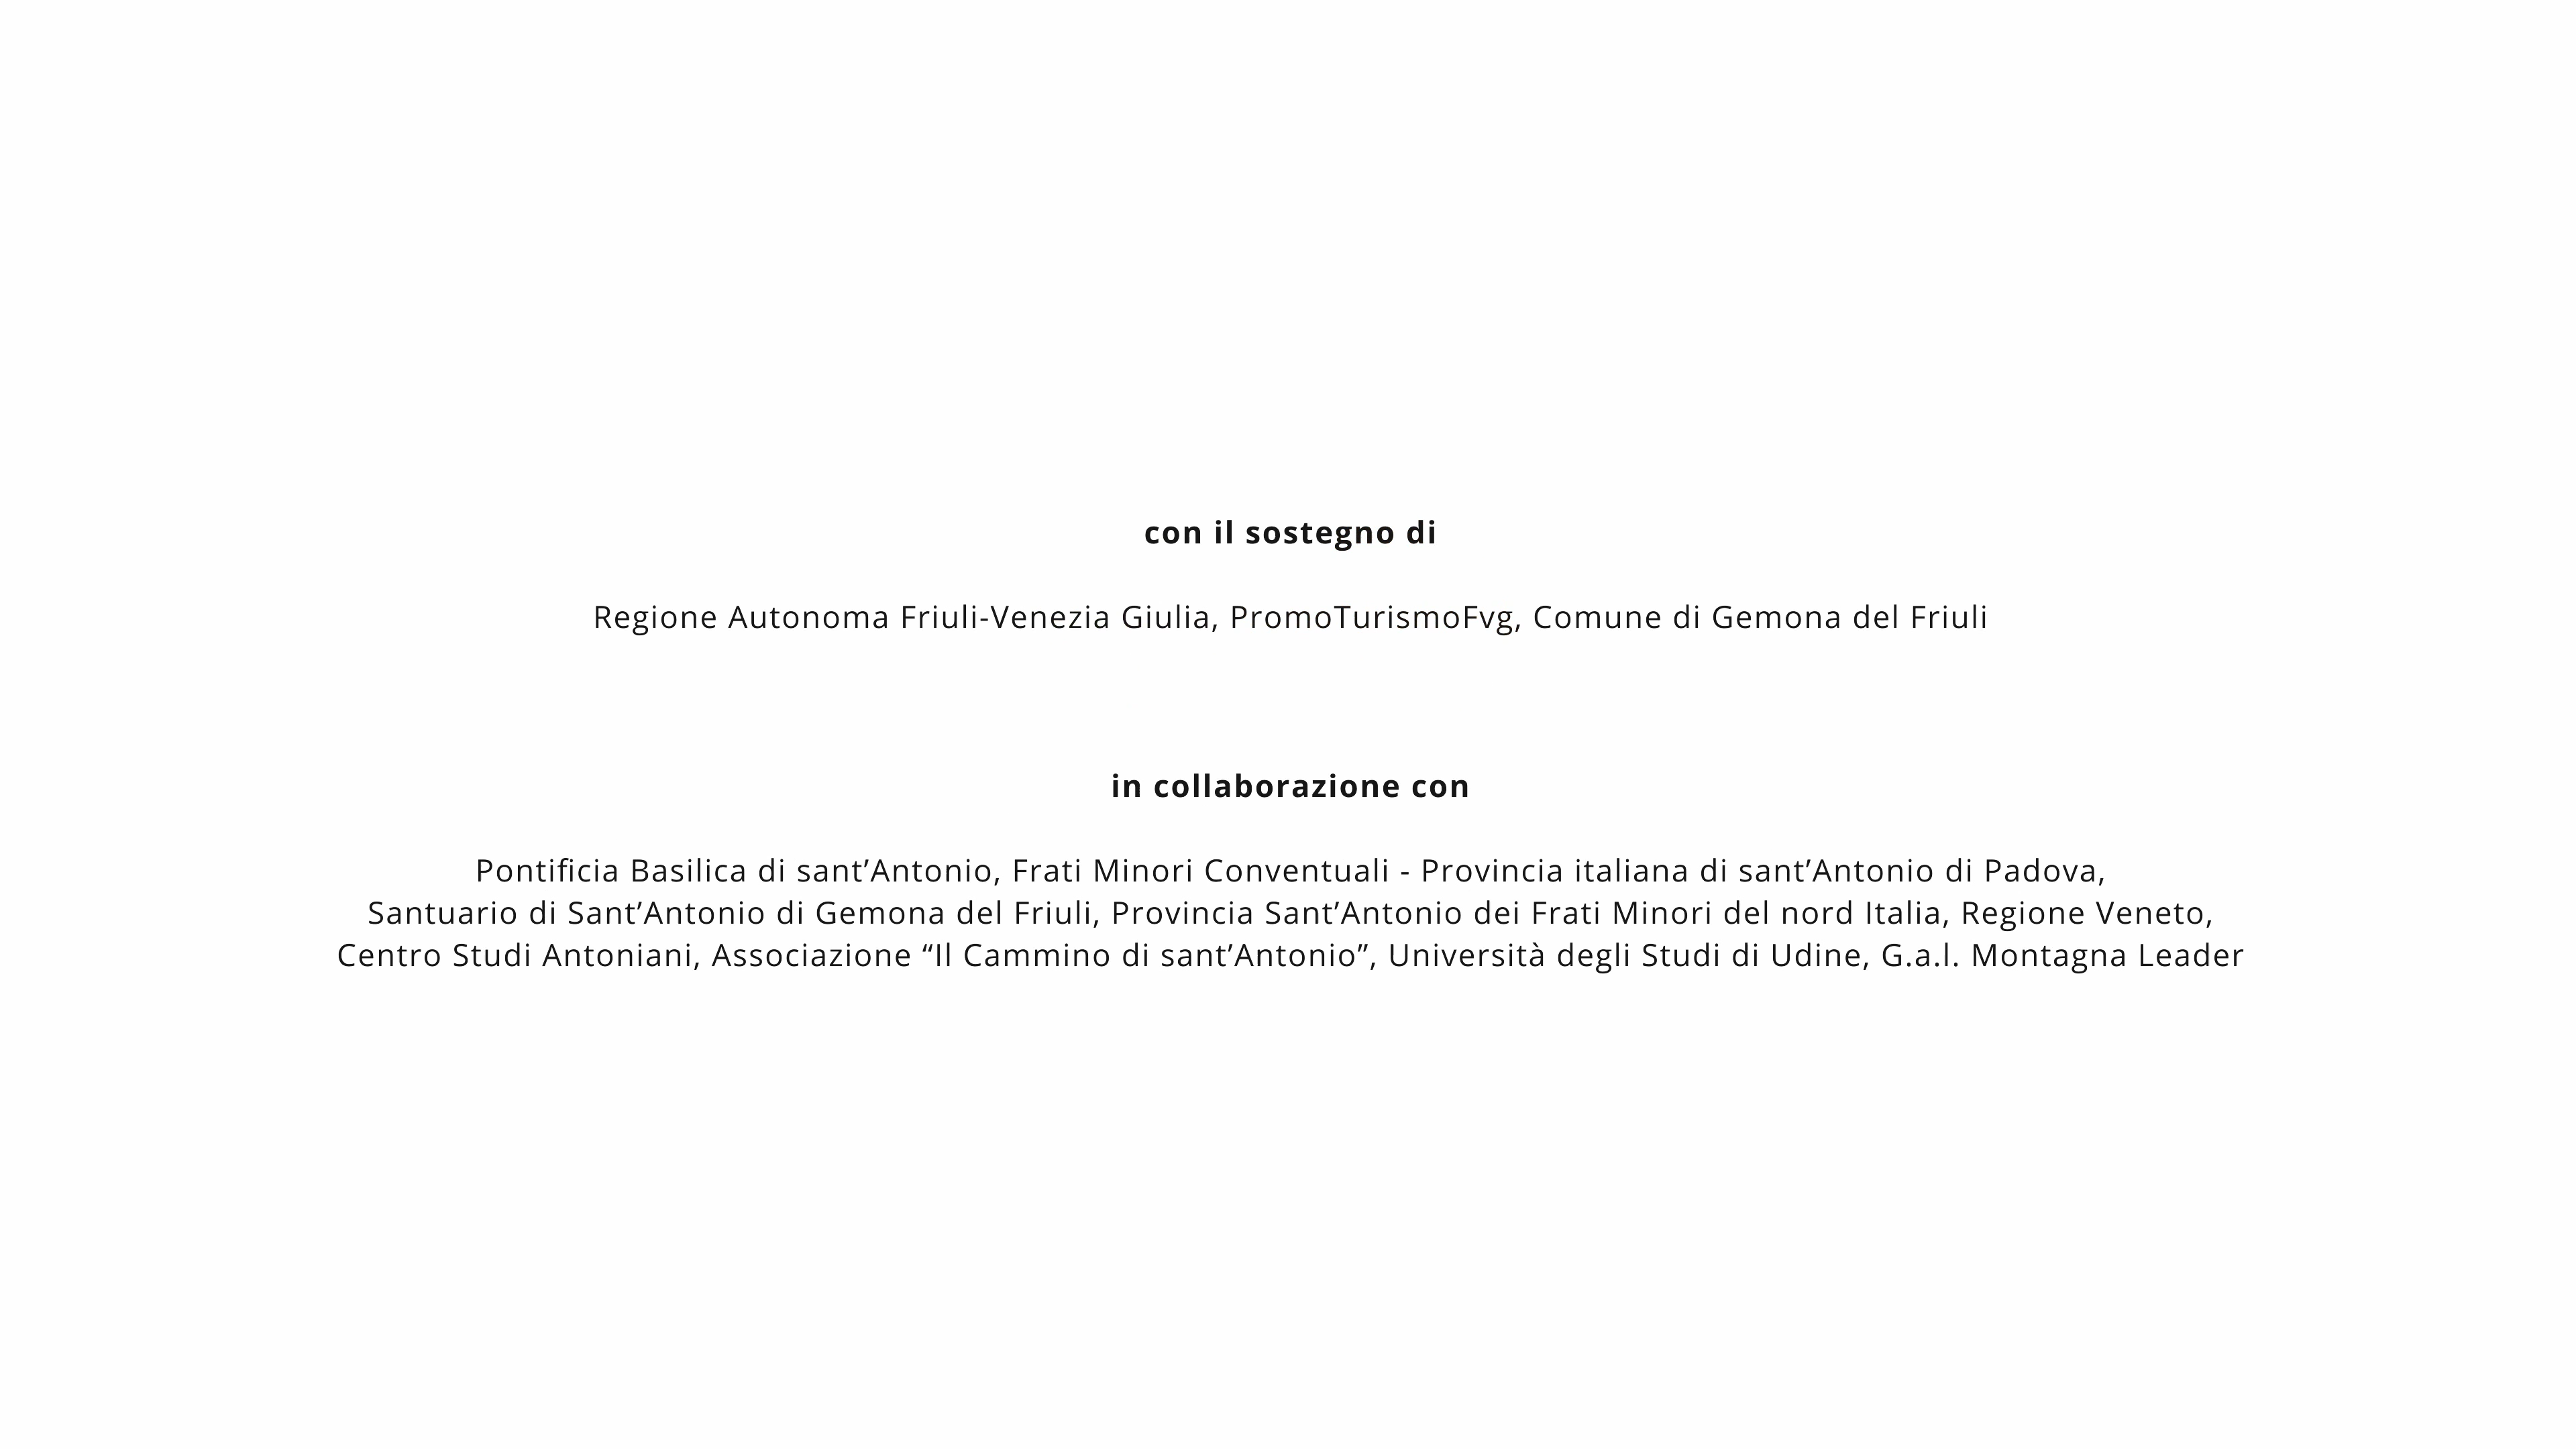 con il sostegno di
Regione Autonoma Friuli-Venezia Giulia, PromoTurismoFvg, Comune di Gemona del Friuli
in collaborazione con
Pontificia Basilica di sant’Antonio, Frati Minori Conventuali - Provincia italiana di sant’Antonio di Padova,
Santuario di Sant’Antonio di Gemona del Friuli, Provincia Sant’Antonio dei Frati Minori del nord Italia, Regione Veneto,
Centro Studi Antoniani, Associazione “Il Cammino di sant’Antonio”, Università degli Studi di Udine, G.a.l. Montagna Leader